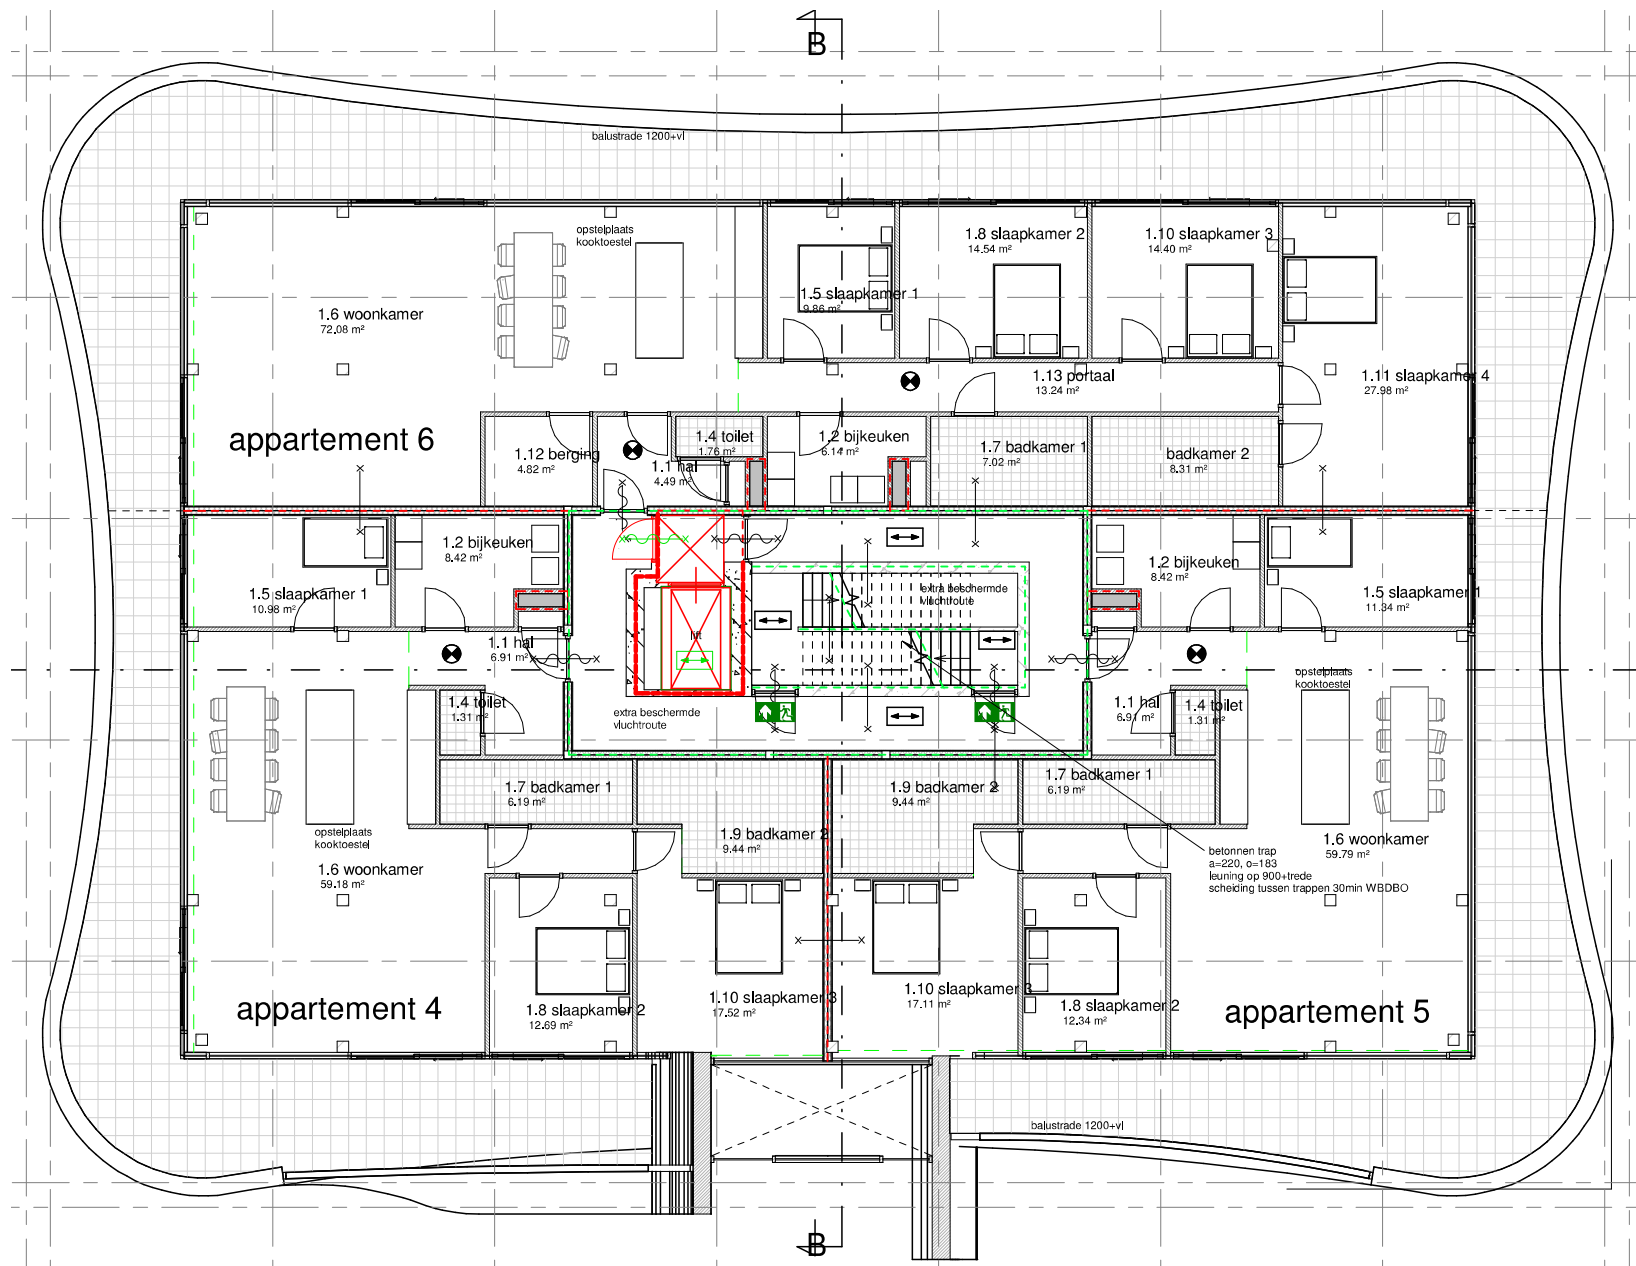 B
balustrade 1200+vl
opstelplaats
kooktoestel
1.8 slaapkamer 2
14.54 m²
1.10 slaapkamer 3
14.40 m²
1.5 slaapkamer 1
9.86 m²
1.6 woonkamer
72.08 m²
1.13 portaal
13.24 m²
1.11 slaapkamer 4
27.98 m²
appartement 6
1.12 berging
4.82 m²
1.1 hal
4.49 m²
1.4 toilet
1.76 m²
1.2 bijkeuken
6.14 m²
1.7 badkamer 1
7.02 m²
badkamer 2
8.31 m²
1.2 bijkeuken
8.42 m²
1.5 slaapkamer 1
10.98 m²
extra beschermde
vluchtroute
1.2 bijkeuken
8.42 m²
1.5 slaapkamer 1
11.34 m²
lift
1.1 hal
6.91 m²
1.4 toilet
1.31 m²
extra beschermde
vluchtroute
1.1 hal
6.91 m²
1.4 toilet
1.31 m²
opstelplaats
kooktoestel
1.7 badkamer 1
6.19 m²
1.9 badkamer 2
9.44 m²
1.9 badkamer 2
9.44 m²
1.7 badkamer 1
6.19 m²
opstelplaats
kooktoestel
1.6 woonkamer
59.18 m²
1.6 woonkamer
59.79 m²
betonnen trap
a=220, o=183
leuning op 900+trede
scheiding tussen trappen 30min WBDBO
appartement 4
1.8 slaapkamer 2
12.69 m²
1.10 slaapkamer 3
17.52 m²
1.10 slaapkamer 3
17.11 m²
1.8 slaapkamer 2
12.34 m²
appartement 5
balustrade 1200+vl
B